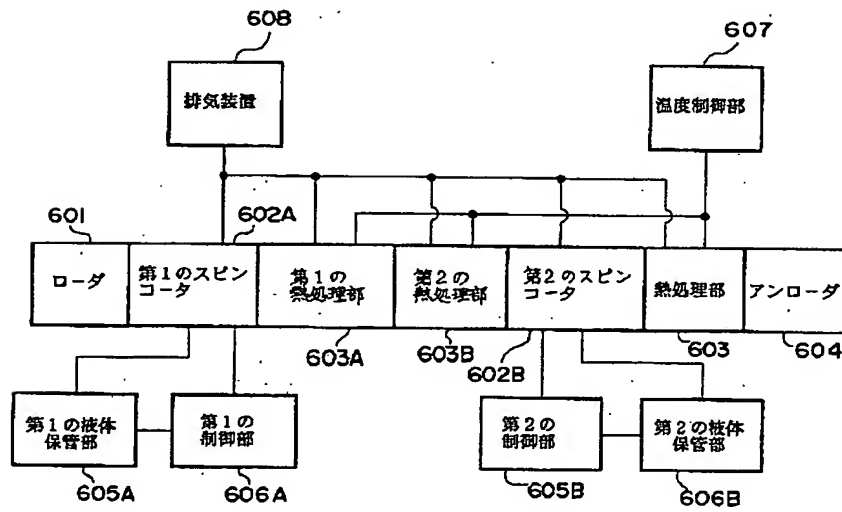 608
607
排気装置
温度制御部
601
602A
ローダ
第1のスピン
コータ
第1の
熱処理部
第2の
熱処理部
第2のスピン
コータ
熱処理部
アンローダ
603A
603B
602B
603
604
第1の液体
保管部
第1の
制御部
第2の
制御部
第2の液体
保管部
605A
606A
605B
606B